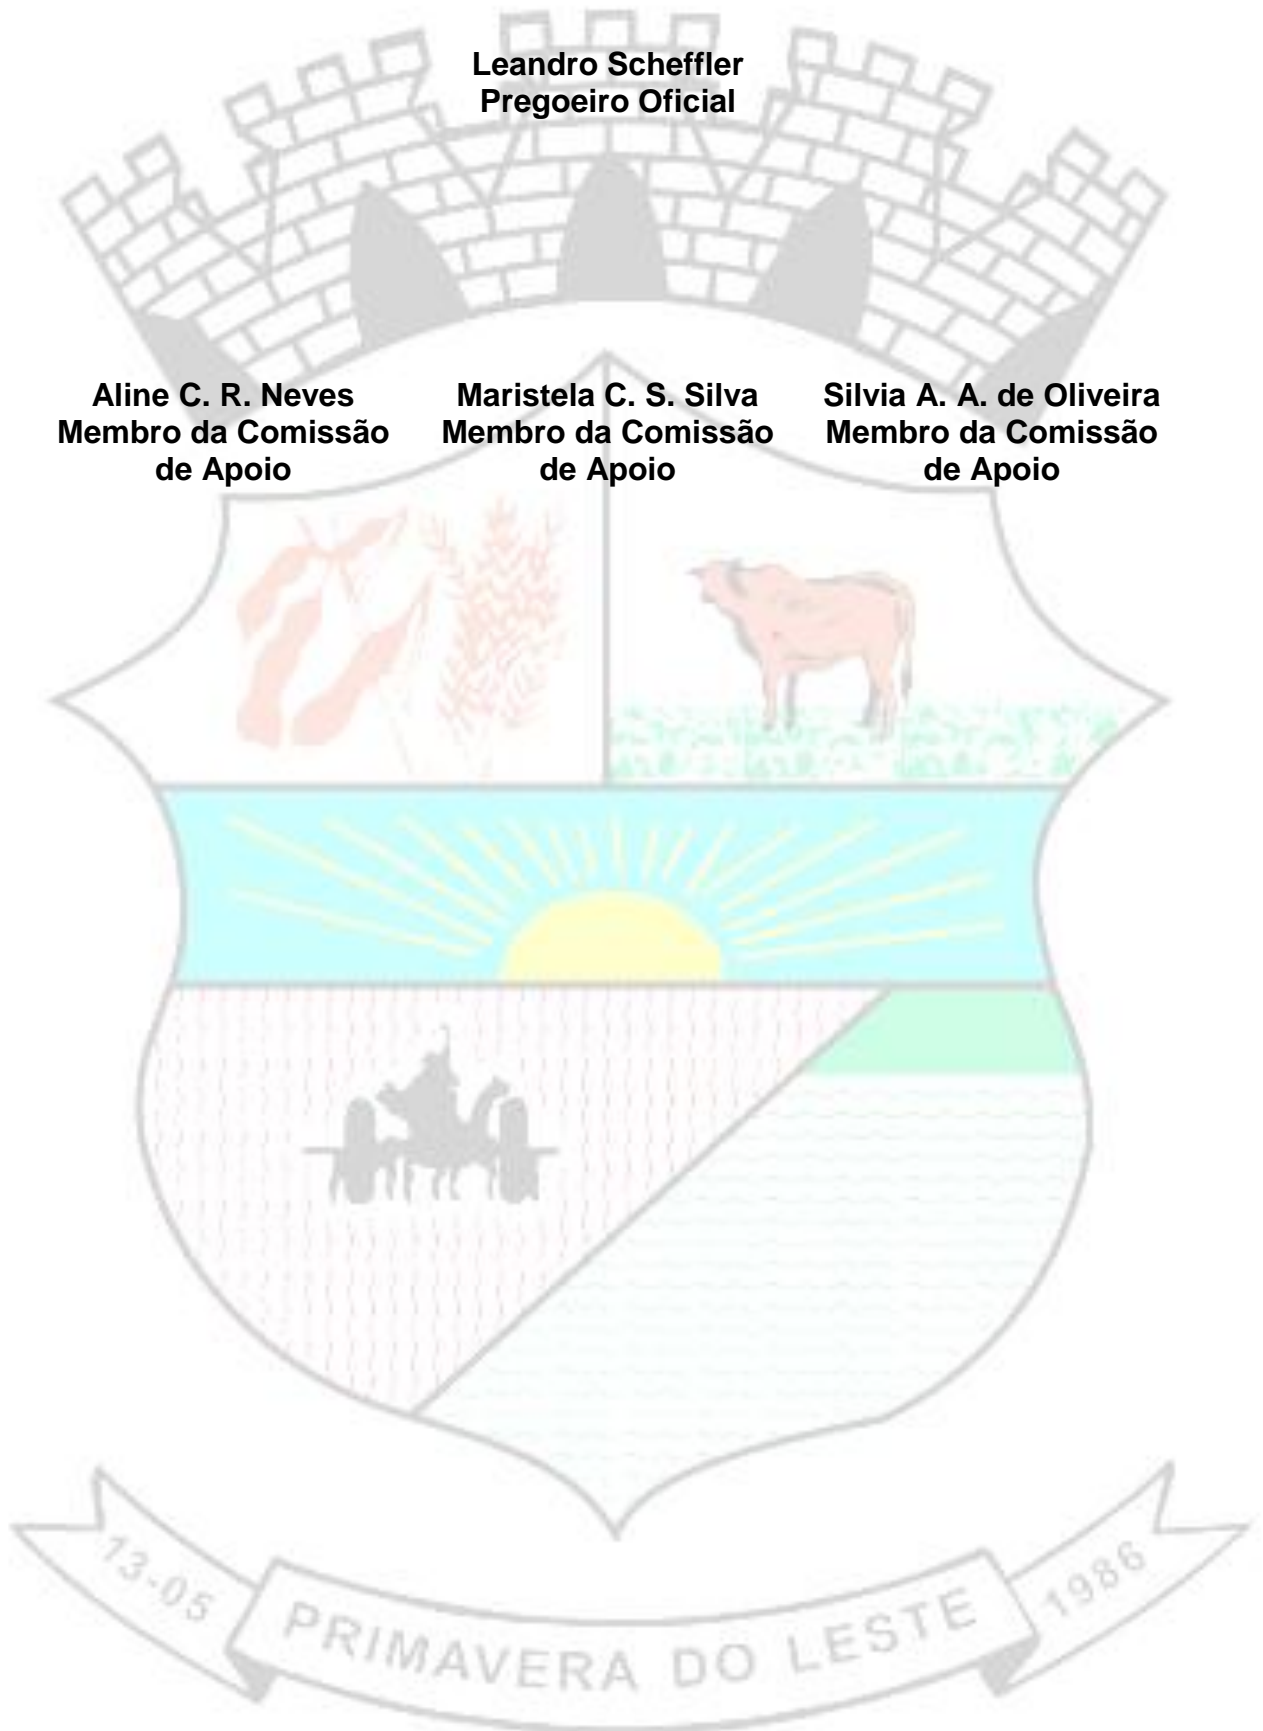 Leandro Scheffler
Pregoeiro Oficial
Aline C. R. Neves
Membro da Comissão
de Apoio
Maristela C. S. Silva
Membro da Comissão
de Apoio
Silvia A. A. de Oliveira
Membro da Comissão
de Apoio
13-05
PRIMAVERA DO LESTE
1986